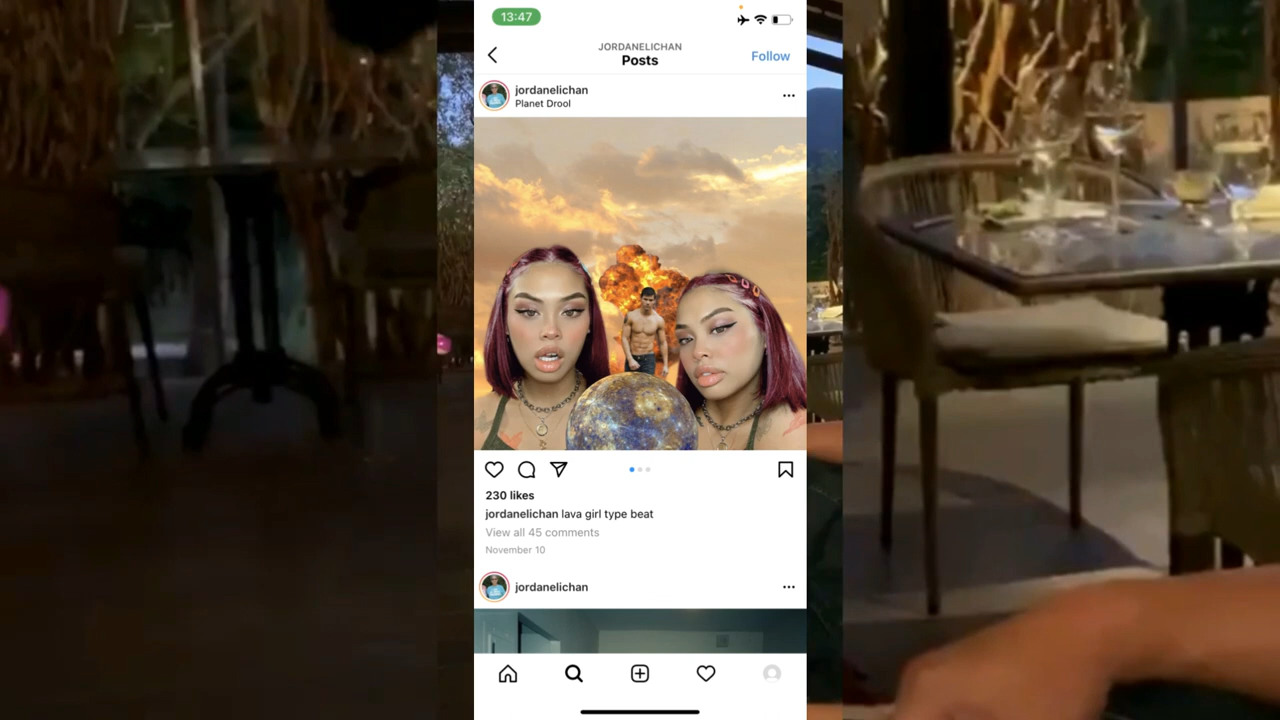 13:47
JORDANELICHAN
Posts
Follow
jordanelichan
Planet Drool
230 likes
jordanelichan lava girl type beat
View all 45 comments
November 10
jordanelichan